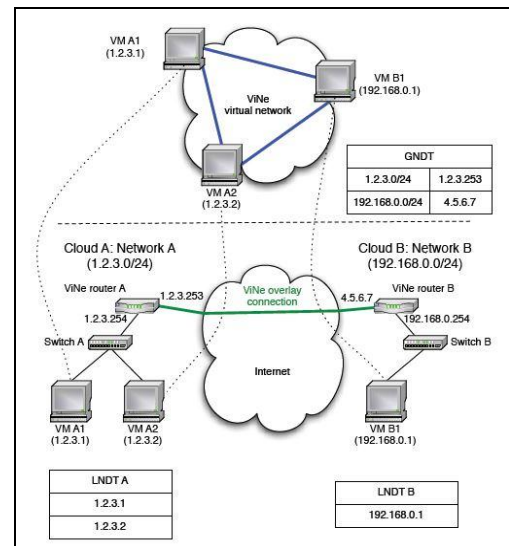 VM A1
(1.2.3.1)
ViNe
virtual network
VM B1
(192.168.0.1)
VM A2
(1.2.3.2)
GNDT
1.2.3.0/24 1.2.3.253
192.168.0.0/24 4.5.6.7
Cloud A: Network A
(1.2.3.0/24)
Cloud B: Network B
(192.168.0.0/24)
ViNe router A
1.2.3.253
ViNe overlay
connection
4.5.6.7
ViNe router B
1.2.3.254
192.168.0.254
Switch A
Switch B
Internet
VM A1
(1.2.3.1)
VM A2
(1.2.3.2)
VM B1
(192.168.0.1)
LNDT A
1.2.3.1
1.2.3.2
LNDT B
192.168.0.1